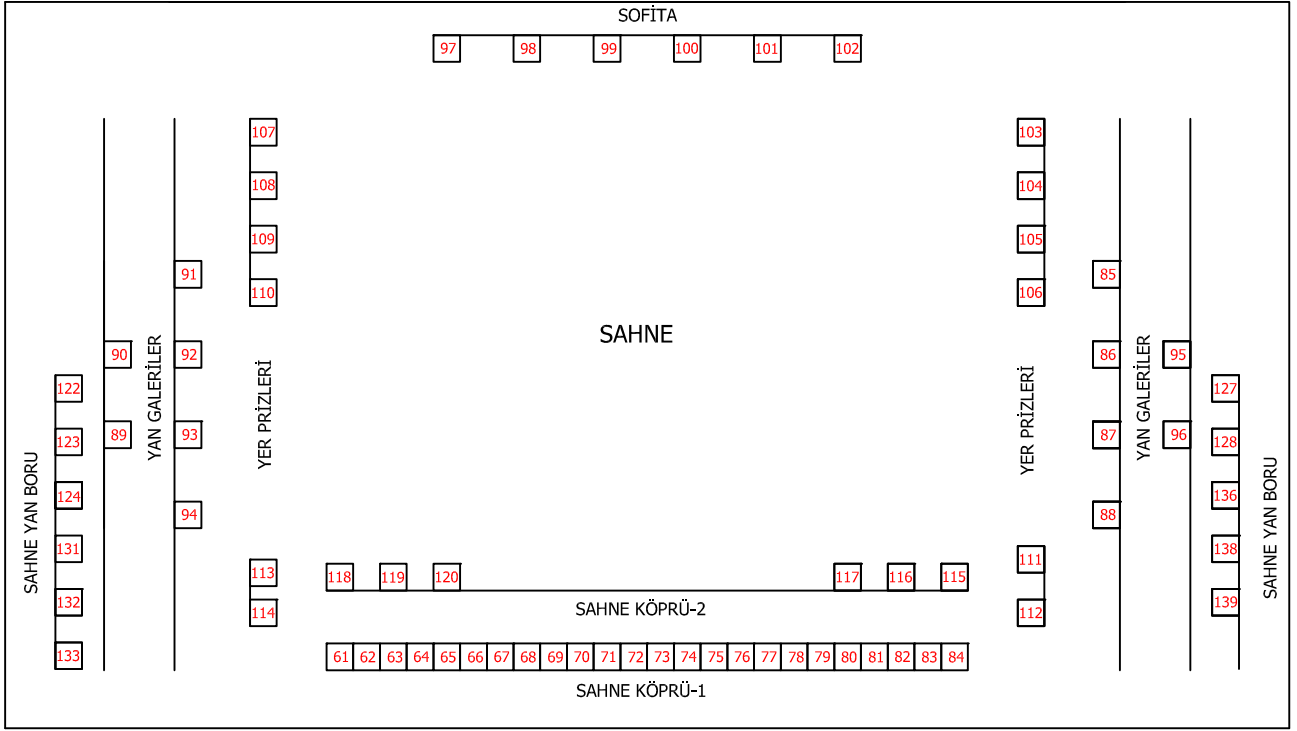 SOFİTA
97 98 99 100 101 102
107 103
108 104
109 105
91 85
110 106
SAHNE
90 92 86 95
122 127
89 93 87 96
123 128
YAN GALERİLER
YER PRİZLERİ
YER PRİZLERİ
YAN GALERİLER
124 136
94 88
SAHNE YAN BORU
SAHNE YAN BORU
131 138
113 111
118 119 120 117 116 115
132 139
114 112
SAHNE KÖPRÜ-2
133 61 62 63 64 65 66 67 68 69 70 71 72 73 74 75 76 77 78 79 80 81 82 83 84
SAHNE KÖPRÜ-1